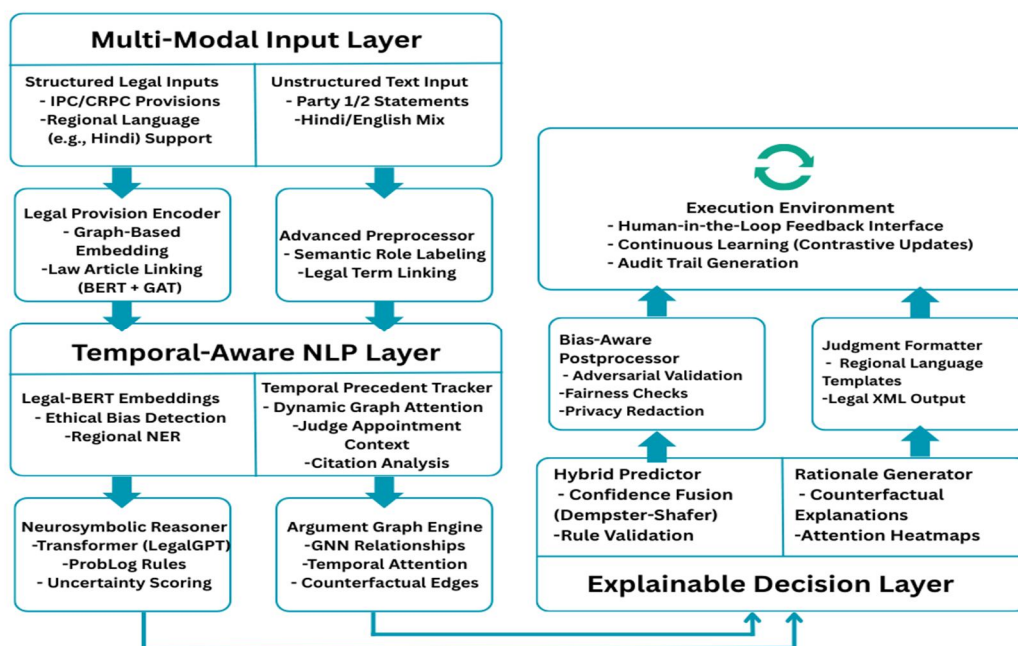 Multi-Modal Input Layer
Structured Legal Inputs
- IPC/CRPC Provisions
-Regional Language
(e.g., Hindi) Support
Unstructured Text Input
- Party 1/2 Statements
-Hindi/English Mix
Legal Provision Encoder
- Graph-Based
Embedding
-Law Article Linking
(BERT + GAT)
Advanced Preprocessor
- Semantic Role Labeling
-Legal Term Linking
Temporal-Aware NLP Layer
Legal-BERT Embeddings
- Ethical Bias Detection
-Regional NER
Temporal Precedent Tracker
- Dynamic Graph Attention
-Judge Appointment
Context
- Citation Analysis
Neurosymbolic Reasoner
-Transformer (LegalGPT)
-ProbLog Rules
- Uncertainty Scoring
Argument Graph Engine
-GNN Relationships
-Temporal Attention
- Counterfactual Edges
Execution Environment
- Human-in-the-Loop Feedback Interface
- Continuous Learning (Contrastive Updates)
- Audit Trail Generation
Bias-Aware
Postprocessor
- Adversarial Validation
-Fairness Checks
-Privacy Redaction
Judgment Formatter
- Regional Language
Templates
-Legal XML Output
Hybrid Predictor
- Confidence Fusion
(Dempster-Shafer)
-Rule Validation
Rationale Generator
- Counterfactual
Explanations
-Attention Heatmaps
Explainable Decision Layer